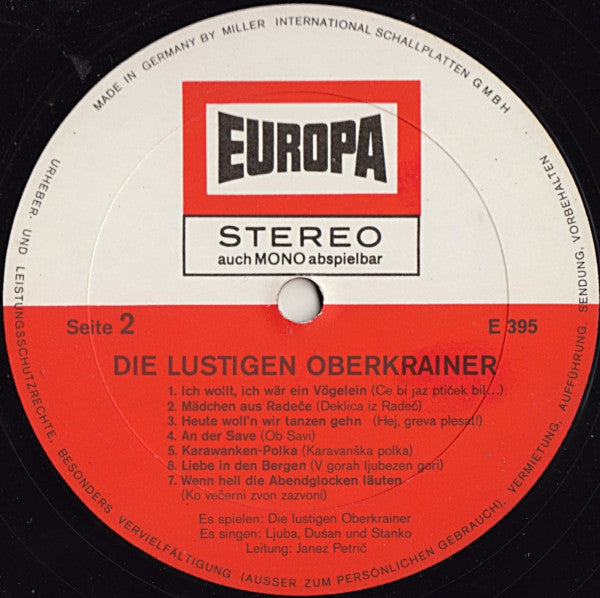 MADE IN GERMANY BY MILLER INTERNATIONAL SCHALLPLATTEN GMBH
EUROPA
STEREO
auch MONO abspielbar
Seite 2
E 395
DIE LUSTIGEN OBERKRAINER
1. Ich wollt, ich wär ein Vögelein (Ce bi jaz ptiček bil...)
2. Mädchen aus Radeče (Deklica iz Radeč)
3. Heute woll'n wir tanzen gehn (Hej, greva plesat!)
4. An der Save (Ob Savi)
5. Karawanken-Polka (Karavanška polka)
6. Liebe in den Bergen (V gorah ljubezen gori)
7. Wenn hell die Abendglocken läuten
(Ko večerni zvon zazvoni)
Es spielen: Die lustigen Oberkrainer
Es singen: Ljuba, Dušan und Stanko
Leitung: Janez Petrič
URHEBER- UND LEISTUNGSSCHUTZRECHTE, BESONDERS VERVIELFÄLTIGUNG (AUSSER ZUM PERSÖNLICHEN GEBRAUCH), VERMIETUNG, AUFFÜHRUNG, SENDUNG, VORBEHALTEN